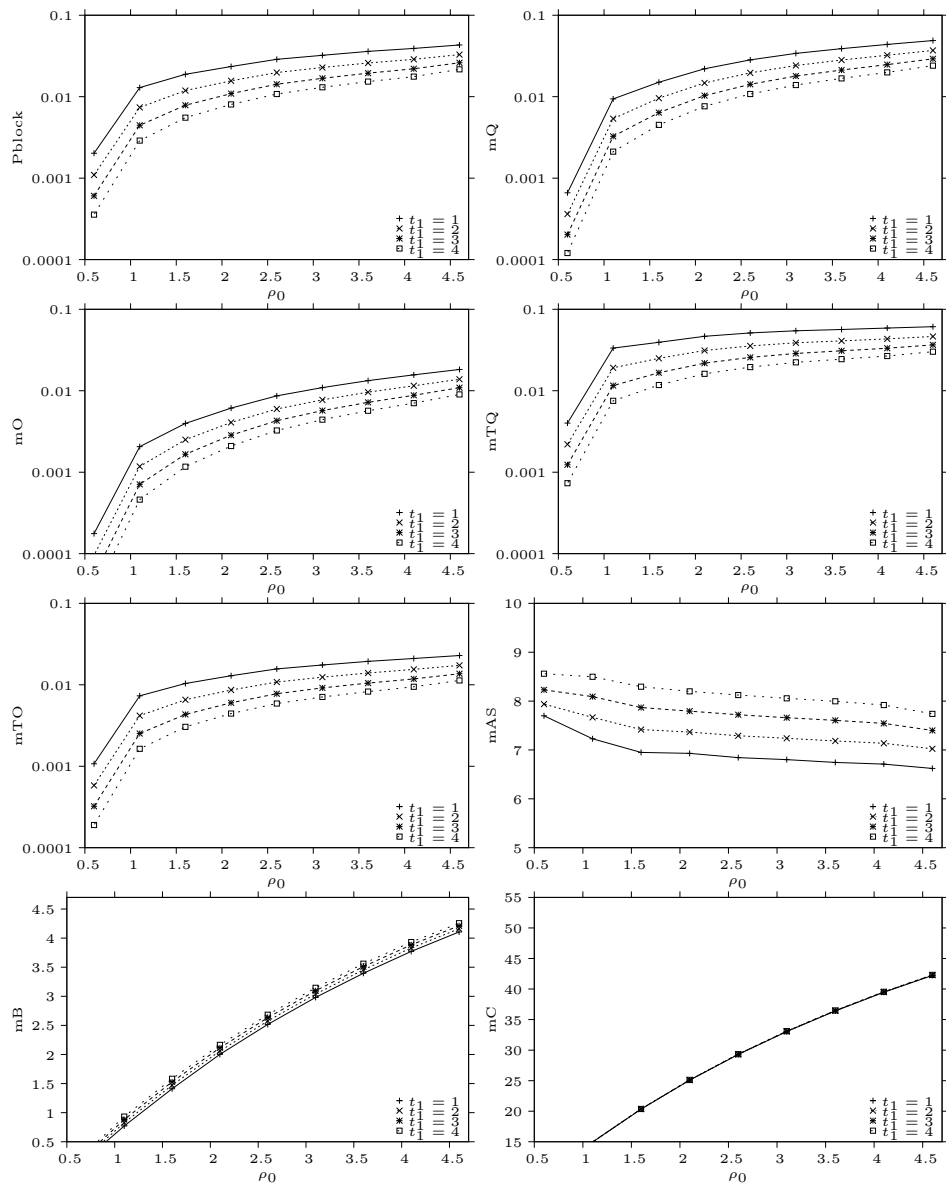 0.1
0.01
0.001
0.0001
Pblock
0.5 1 1.5 2 2.5 3 3.5 4 4.5
ρ0
t1 = 1
t1 = 2
t1 = 3
t1 = 4
0.1
0.01
0.001
0.0001
mQ
0.5 1 1.5 2 2.5 3 3.5 4 4.5
ρ0
t1 = 1
t1 = 2
t1 = 3
t1 = 4
0.1
0.01
0.001
0.0001
mO
0.5 1 1.5 2 2.5 3 3.5 4 4.5
ρ0
t1 = 1
t1 = 2
t1 = 3
t1 = 4
0.1
0.01
0.001
0.0001
mTQ
0.5 1 1.5 2 2.5 3 3.5 4 4.5
ρ0
t1 = 1
t1 = 2
t1 = 3
t1 = 4
0.1
0.01
0.001
0.0001
mTO
0.5 1 1.5 2 2.5 3 3.5 4 4.5
ρ0
t1 = 1
t1 = 2
t1 = 3
t1 = 4
10
9
8
7
6
5
mAS
0.5 1 1.5 2 2.5 3 3.5 4 4.5
ρ0
t1 = 1
t1 = 2
t1 = 3
t1 = 4
4.5
4
3.5
3
2.5
2
1.5
1
0.5
mB
0.5 1 1.5 2 2.5 3 3.5 4 4.5
ρ0
t1 = 1
t1 = 2
t1 = 3
t1 = 4
55
50
45
40
35
30
25
20
15
mC
0.5 1 1.5 2 2.5 3 3.5 4 4.5
ρ0
t1 = 1
t1 = 2
t1 = 3
t1 = 4